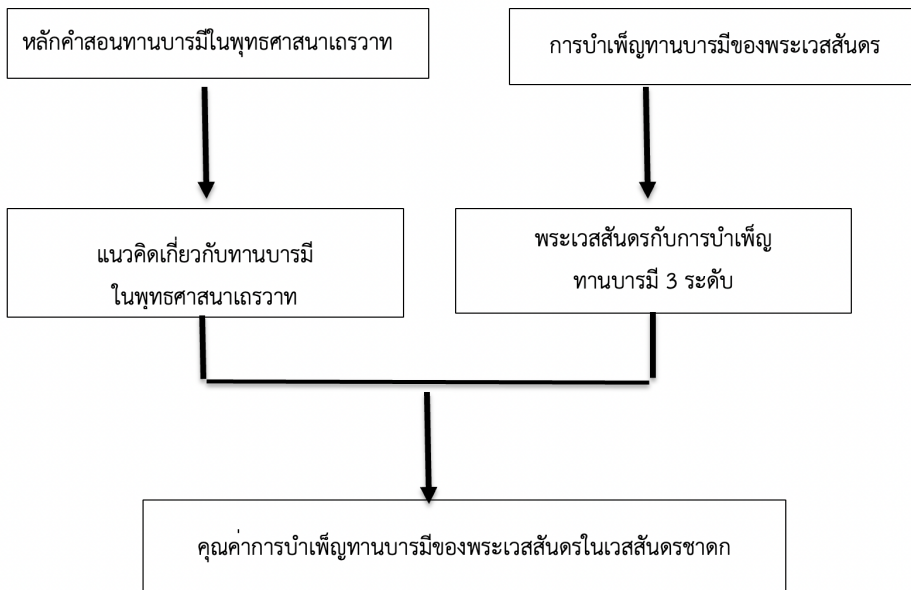 หลักคำสอนทานบารมีในพุทธศาสนาเถรวาท
การบำเพ็ญทานบารมีของพระเวสสันดร
แนวคิดเกี่ยวกับทานบารมี
ในพุทธศาสนาเถรวาท
พระเวสสันดรกับการบำเพ็ญ
ทานบารมี 3 ระดับ
คุณค่าการบำเพ็ญทานบารมีของพระเวสสันดรในเวสสันดรชาดก